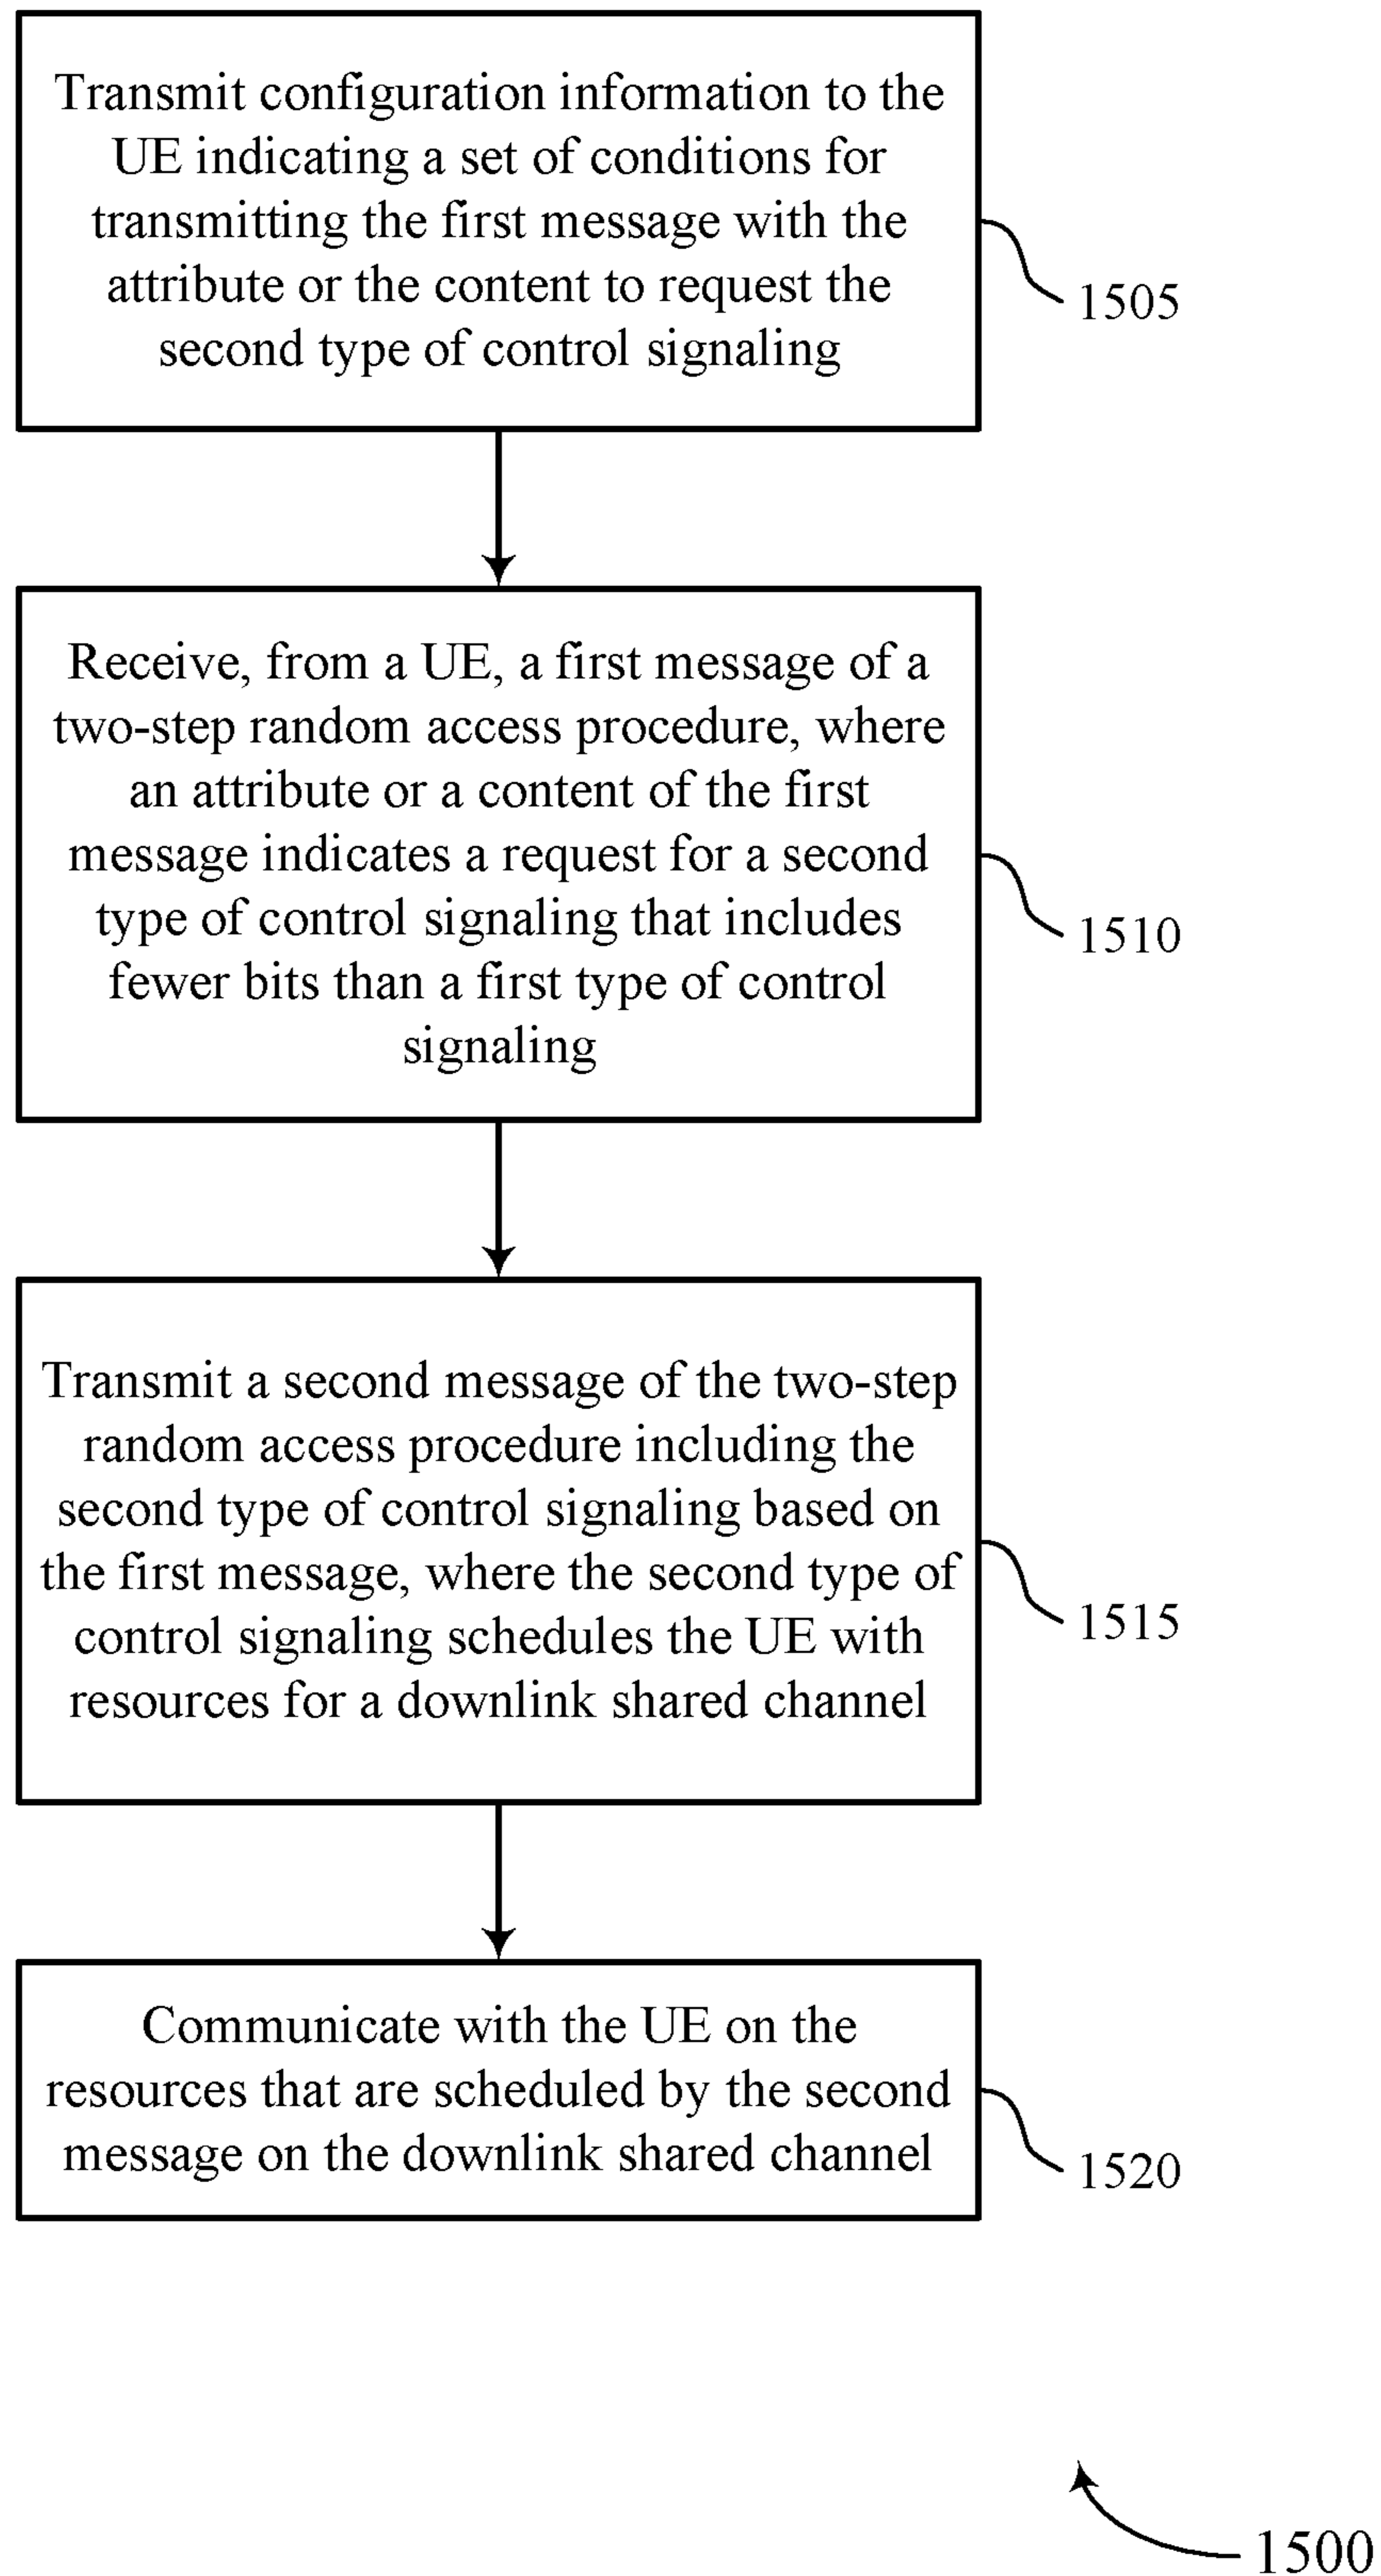 Transmit configuration information to the
UE indicating a set of conditions for
transmitting the first message with the
attribute or the content to request the
second type of control signaling
1505
Receive, from a UE, a first message of a
two-step random access procedure, where
an attribute or a content of the first
message indicates a request for a second
type of control signaling that includes
fewer bits than a first type of control
signaling
1510
Transmit a second message of the two-step
random access procedure including the
second type of control signaling based on
the first message, where the second type of
control signaling schedules the UE with
resources for a downlink shared channel
1515
Communicate with the UE on the
resources that are scheduled by the second
message on the downlink shared channel
1520
1500